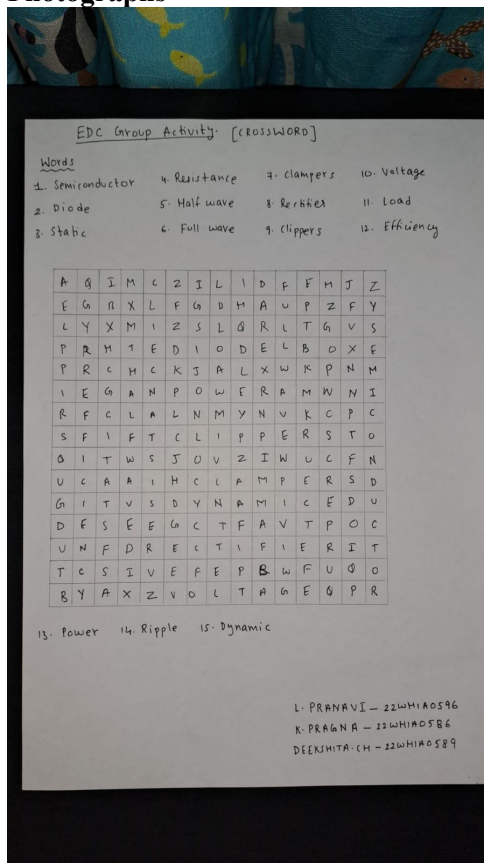 Photographs
EDC Group Activity. [CROSSWORD]
Words
1. Semiconductor 4. Resistance 7. Clampers 10. Voltage
2. Diode 5. Half wave 8. Rectifier 11. Load
3. Static 6. Full wave 9. Clippers 12. Efficiency
A Q I M C Z I L I D F F M J Z
E G R X L F G D H A U P Z F Y
L Y X M I Z S L Q R L T G V S
P R H T E D I O D E L B O X E
P R C H C K J A L X W K P N M
I E G A N P O W E R A M W N I
R F C L A L N M Y N V K C P C
S F I F T C L I P P E R S T O
Q I T W S J O V Z I W U C F N
U C A A I H C L A M P E R S D
G I T V S D Y N A M I C E D U
D E S E E G C T F A V T P O C
U N F D R E C T I F I E R I T
T C S I V E F E P B W F U Q O
B Y A X Z V O L T A G E Q P R
13. Power 14. Ripple 15. Dynamic
L. PRANAVI - 22WH1A0596
K. PRAGNA - 22WH1A0586
DEEKSHITA.CH - 22WH1A0589